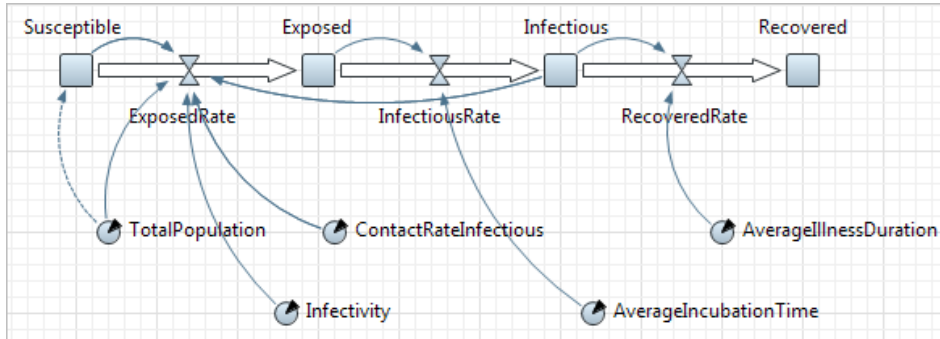 Susceptible
Exposed
Infectious
Recovered
ExposedRate
InfectiousRate
RecoveredRate
TotalPopulation
ContactRateInfectious
AverageIllnessDuration
Infectivity
AverageIncubationTime